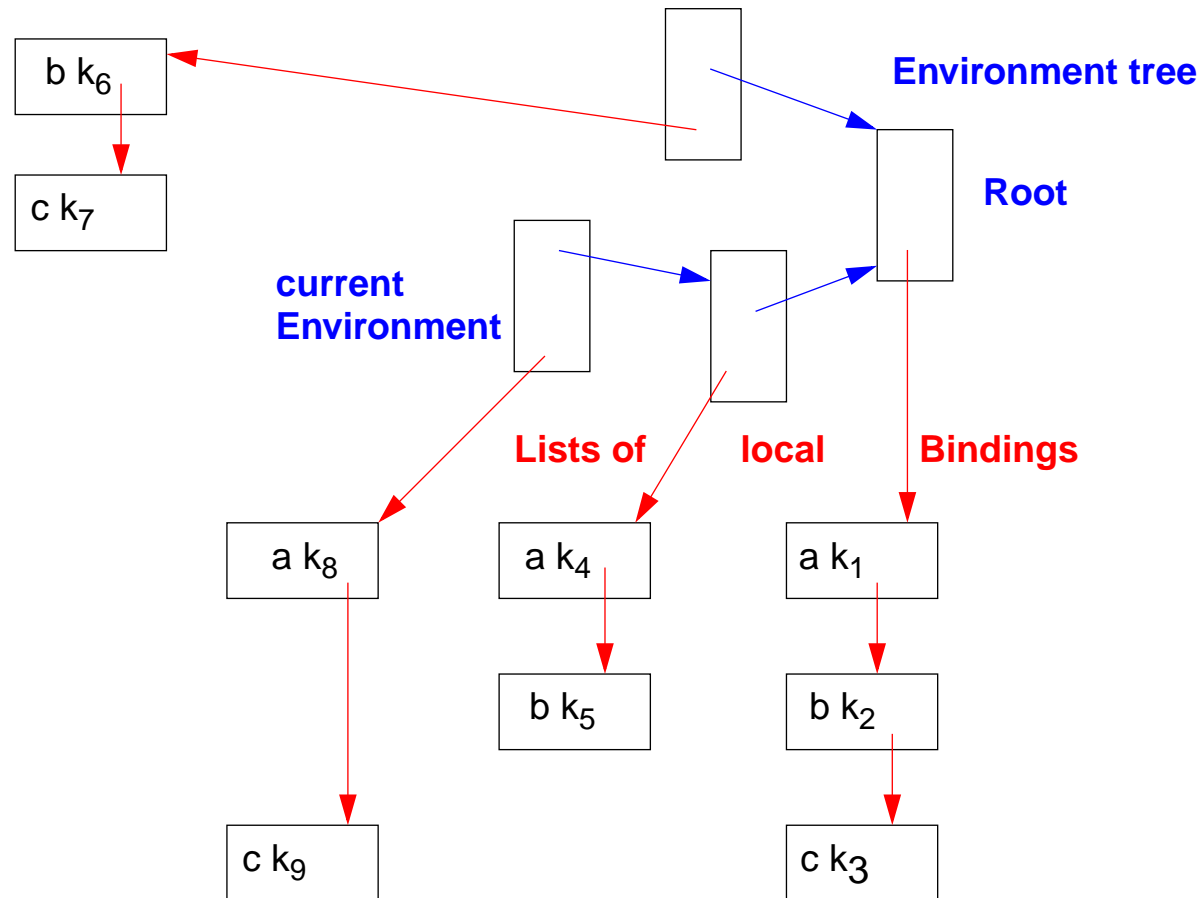 b k₆
Environment tree
c k₇
Root
current
Environment
Lists of local Bindings
a k₈ a k₄ a k₁
b k₅ b k₂
c k₉ c k₃